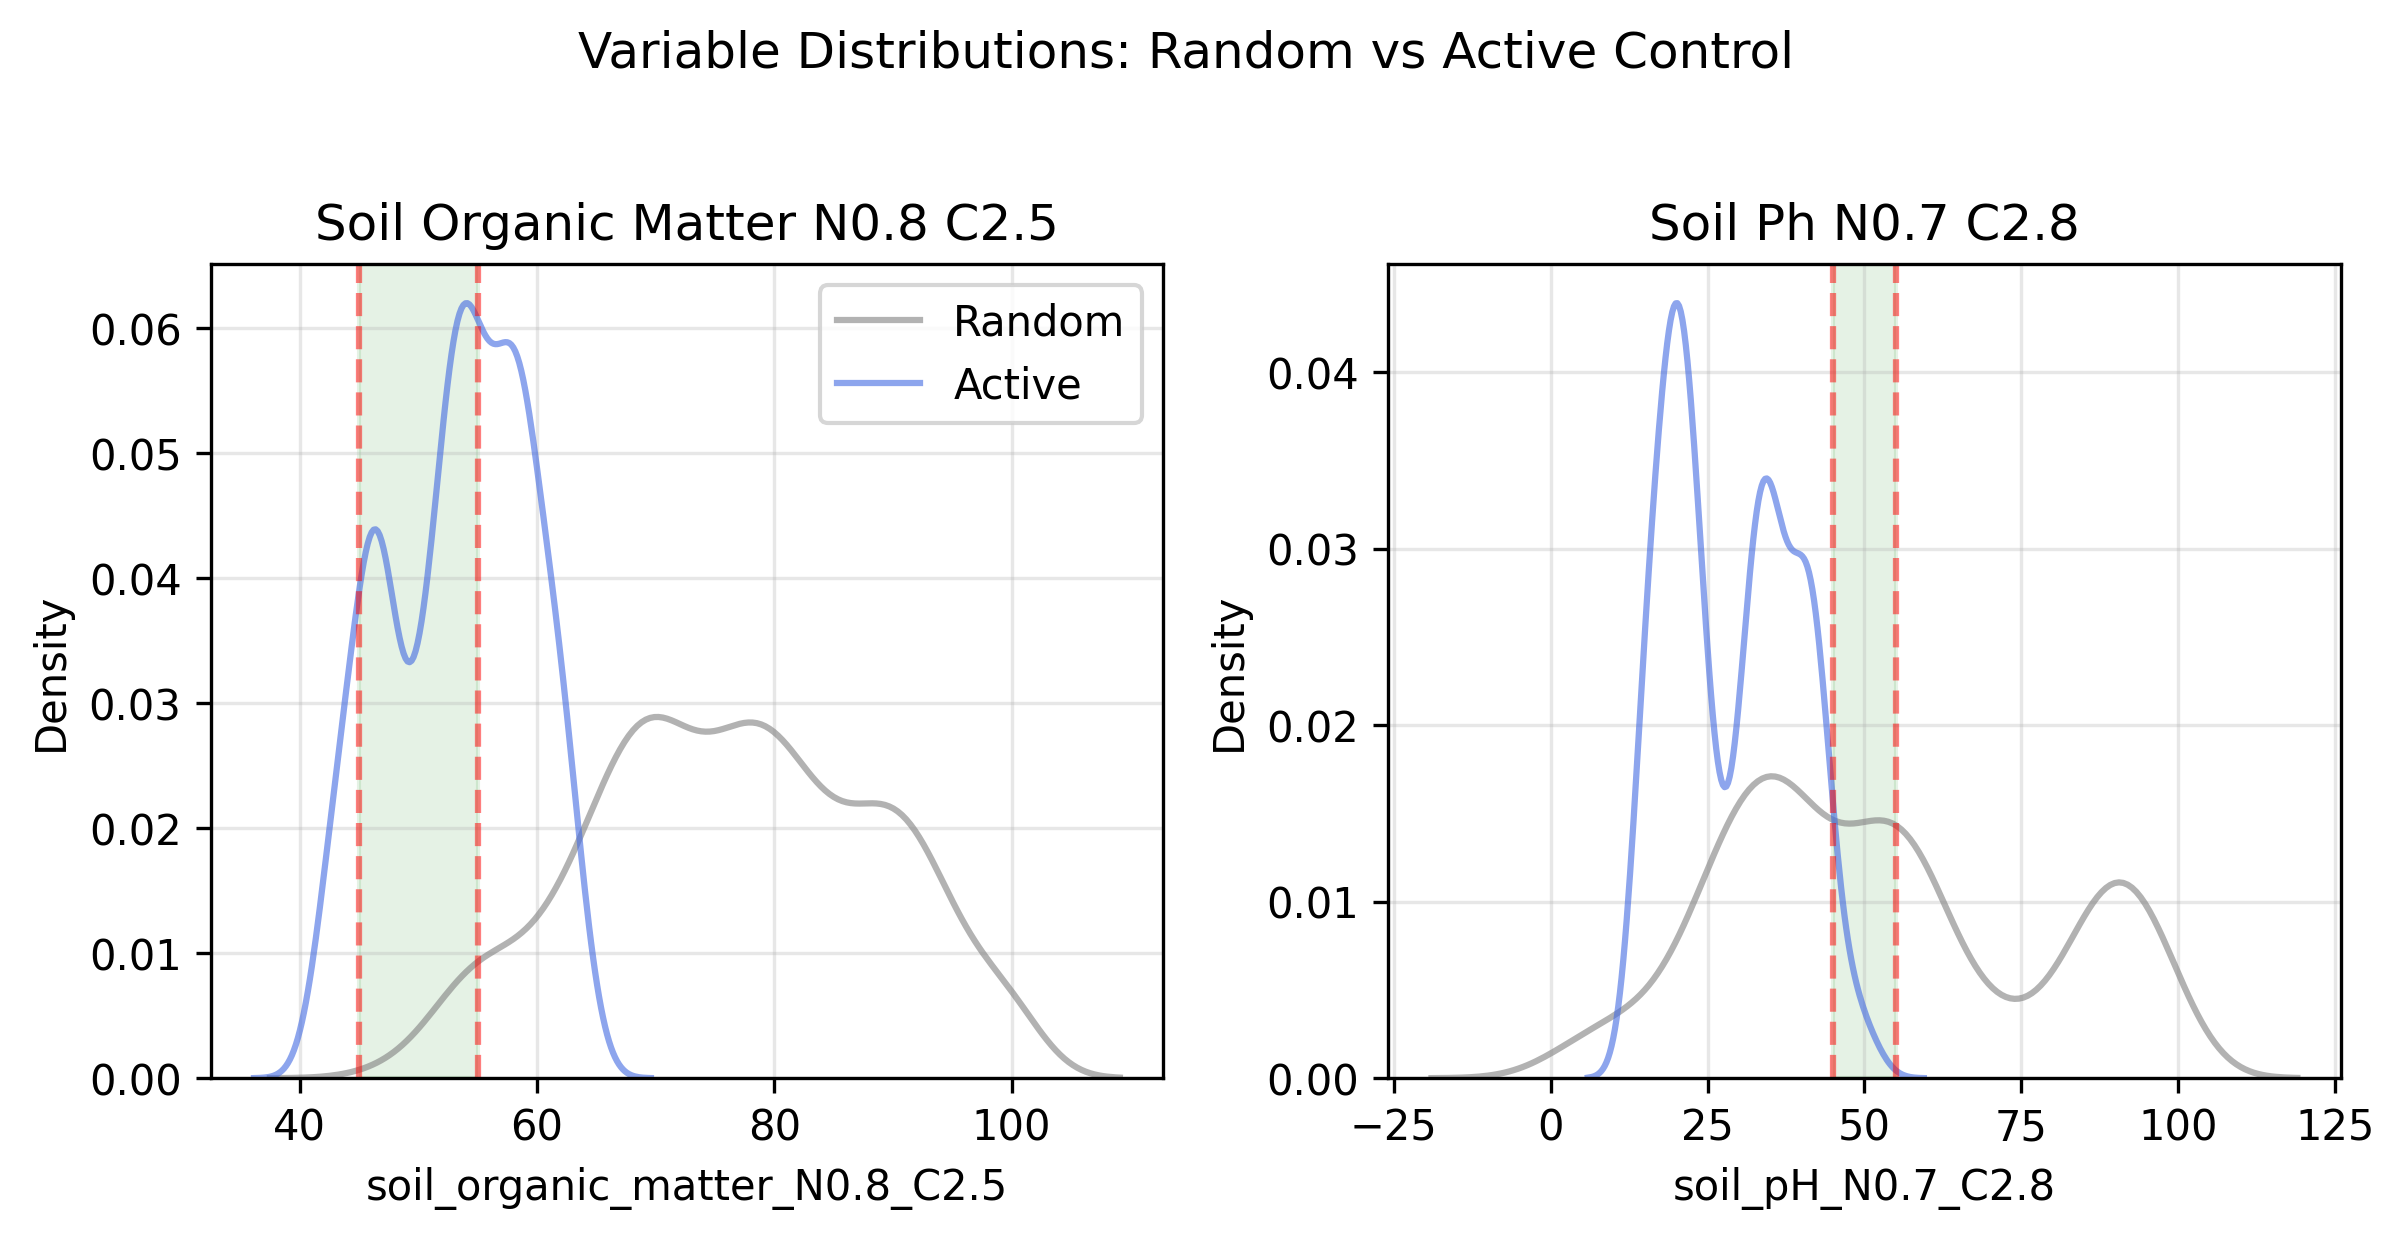 Variable Distributions: Random vs Active Control
Soil Organic Matter N0.8 C2.5
Random
Active
Density
0.06
0.05
0.04
0.03
0.02
0.01
0.00
40 60 80 100
soil_organic_matter_N0.8_C2.5
Soil Ph N0.7 C2.8
Density
0.04
0.03
0.02
0.01
0.00
−25 0 25 50 75 100 125
soil_pH_N0.7_C2.8